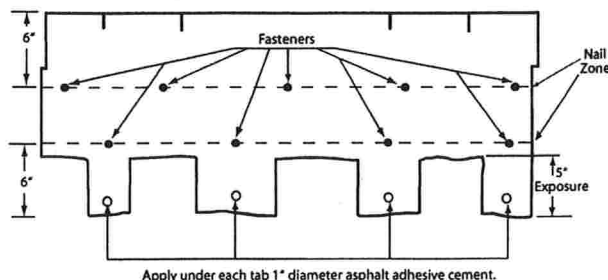 6"
Fasteners
Nail
Zone
6"
5"
Exposure
Apply under each tab 1" diameter asphalt adhesive cement.